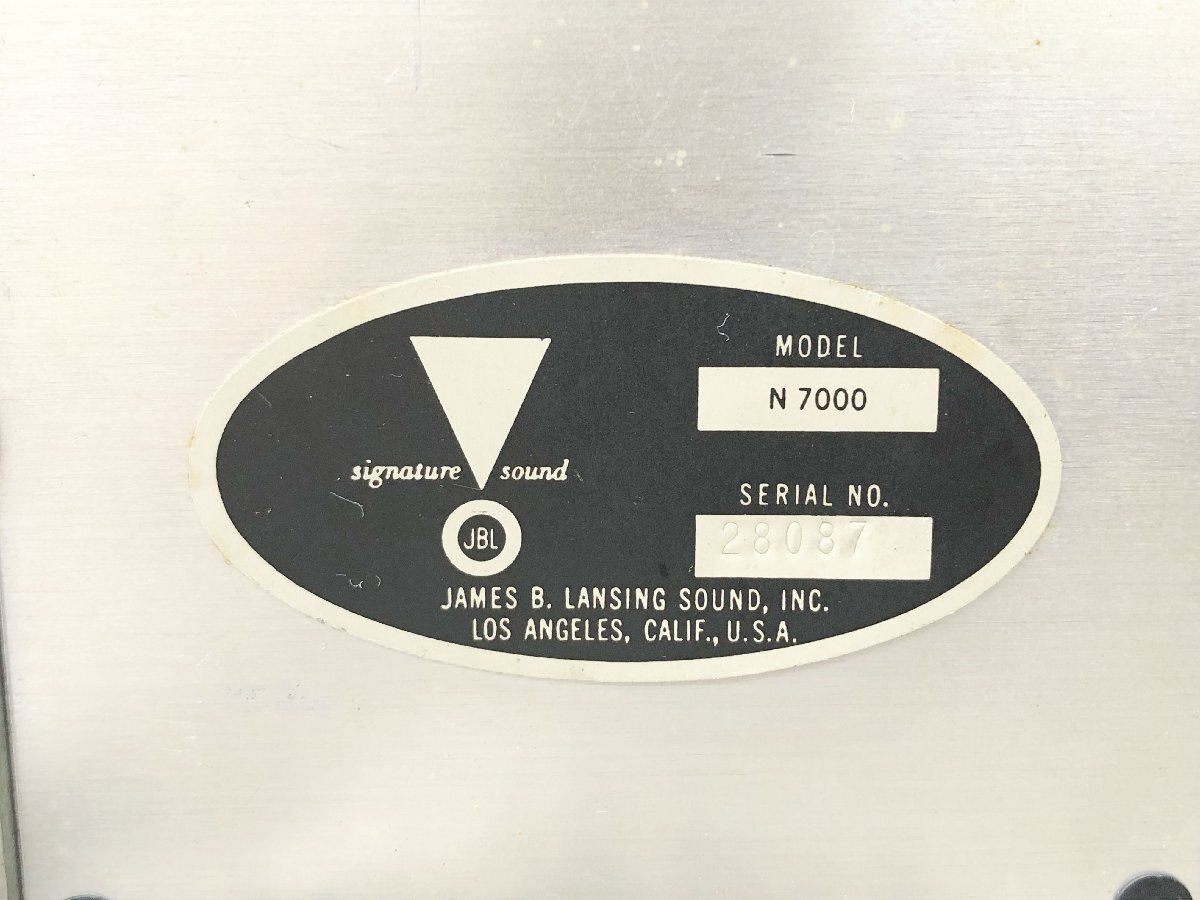 MODEL
N 7000
signature sound
SERIAL NO.
28087
JBL
JAMES B. LANSING SOUND, INC.
LOS ANGELES, CALIF., U.S.A.